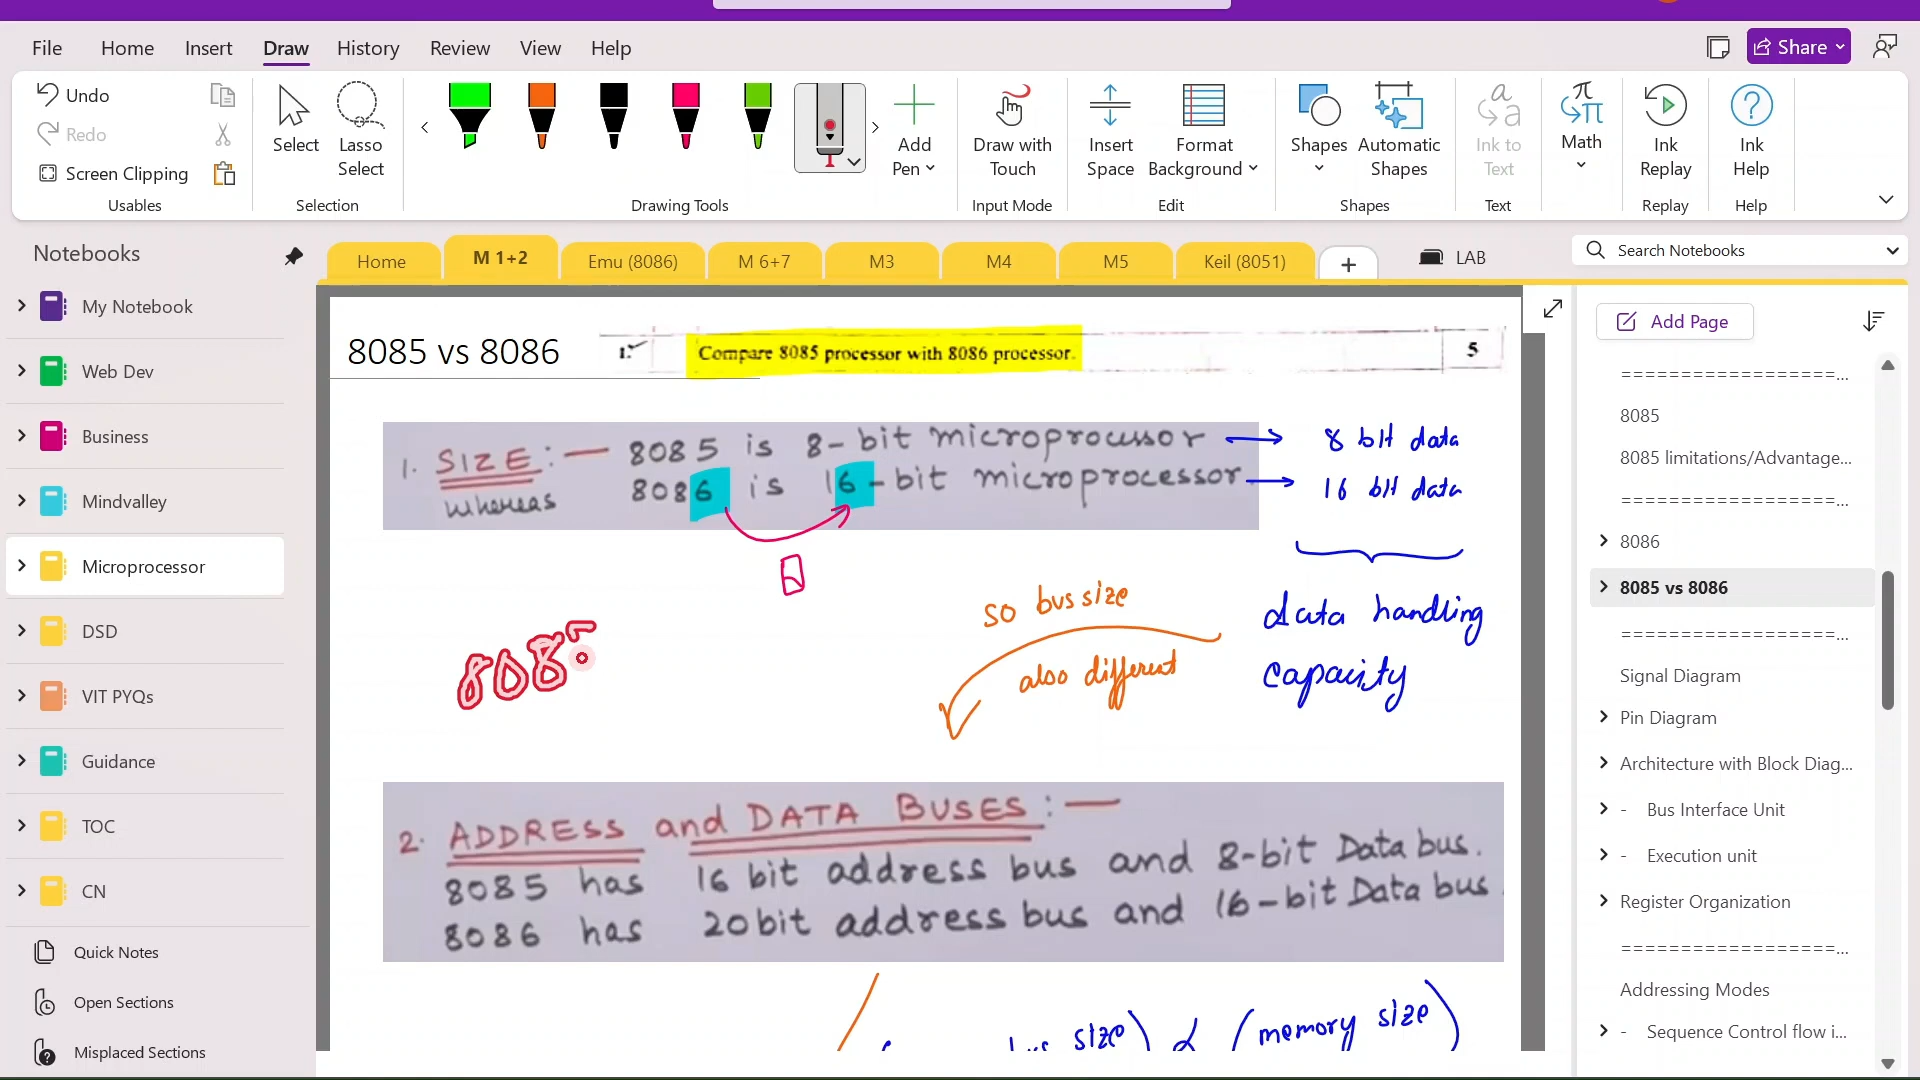 File Home Insert Draw History Review View Help
Share
Undo
Redo
Screen Clipping
Usables
Select
Lasso Select
Selection
Drawing Tools
Add Pen
Draw with Touch
Input Mode
Insert Space
Format Background
Edit
Shapes
Automatic Shapes
Shapes
Ink to Text
Text
Math
Ink Replay
Replay
Ink Help
Help
Notebooks
My Notebook
Web Dev
Business
Mindvalley
Microprocessor
DSD
VIT PYQs
Guidance
TOC
CN
Quick Notes
Open Sections
Misplaced Sections
Home M 1+2 Emu (8086) M 6+7 M3 M4 M5 Keil (8051) + LAB
Search Notebooks
8085 vs 8086
1. Compare 8085 processor with 8086 processor. 5
1. SIZE:— 8085 is 8-bit microprocessor → 8 bit data
whereas 8086 is 16-bit microprocessor. → 16 bit data
data handling
capacity
so bus size
also different
808
2. ADDRESS and DATA BUSES:—
8085 has 16 bit address bus and 8-bit Data bus.
8086 has 20bit address bus and 16-bit Data bus.
bus size) (memory size)
Add Page
==================...
8085
8085 limitations/Advantage...
==================...
8086
8085 vs 8086
==================...
Signal Diagram
Pin Diagram
Architecture with Block Diag...
- Bus Interface Unit
- Execution unit
Register Organization
==================...
Addressing Modes
- Sequence Control flow i...